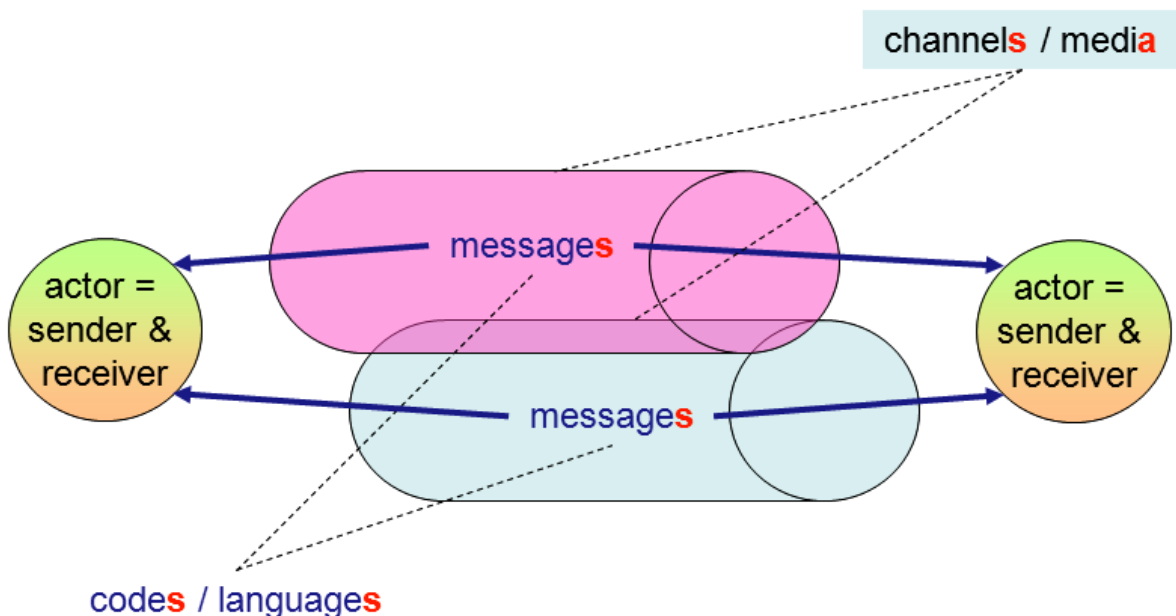 channels / media
messages
actor =
sender &
receiver
actor =
sender &
receiver
messages
codes / languages